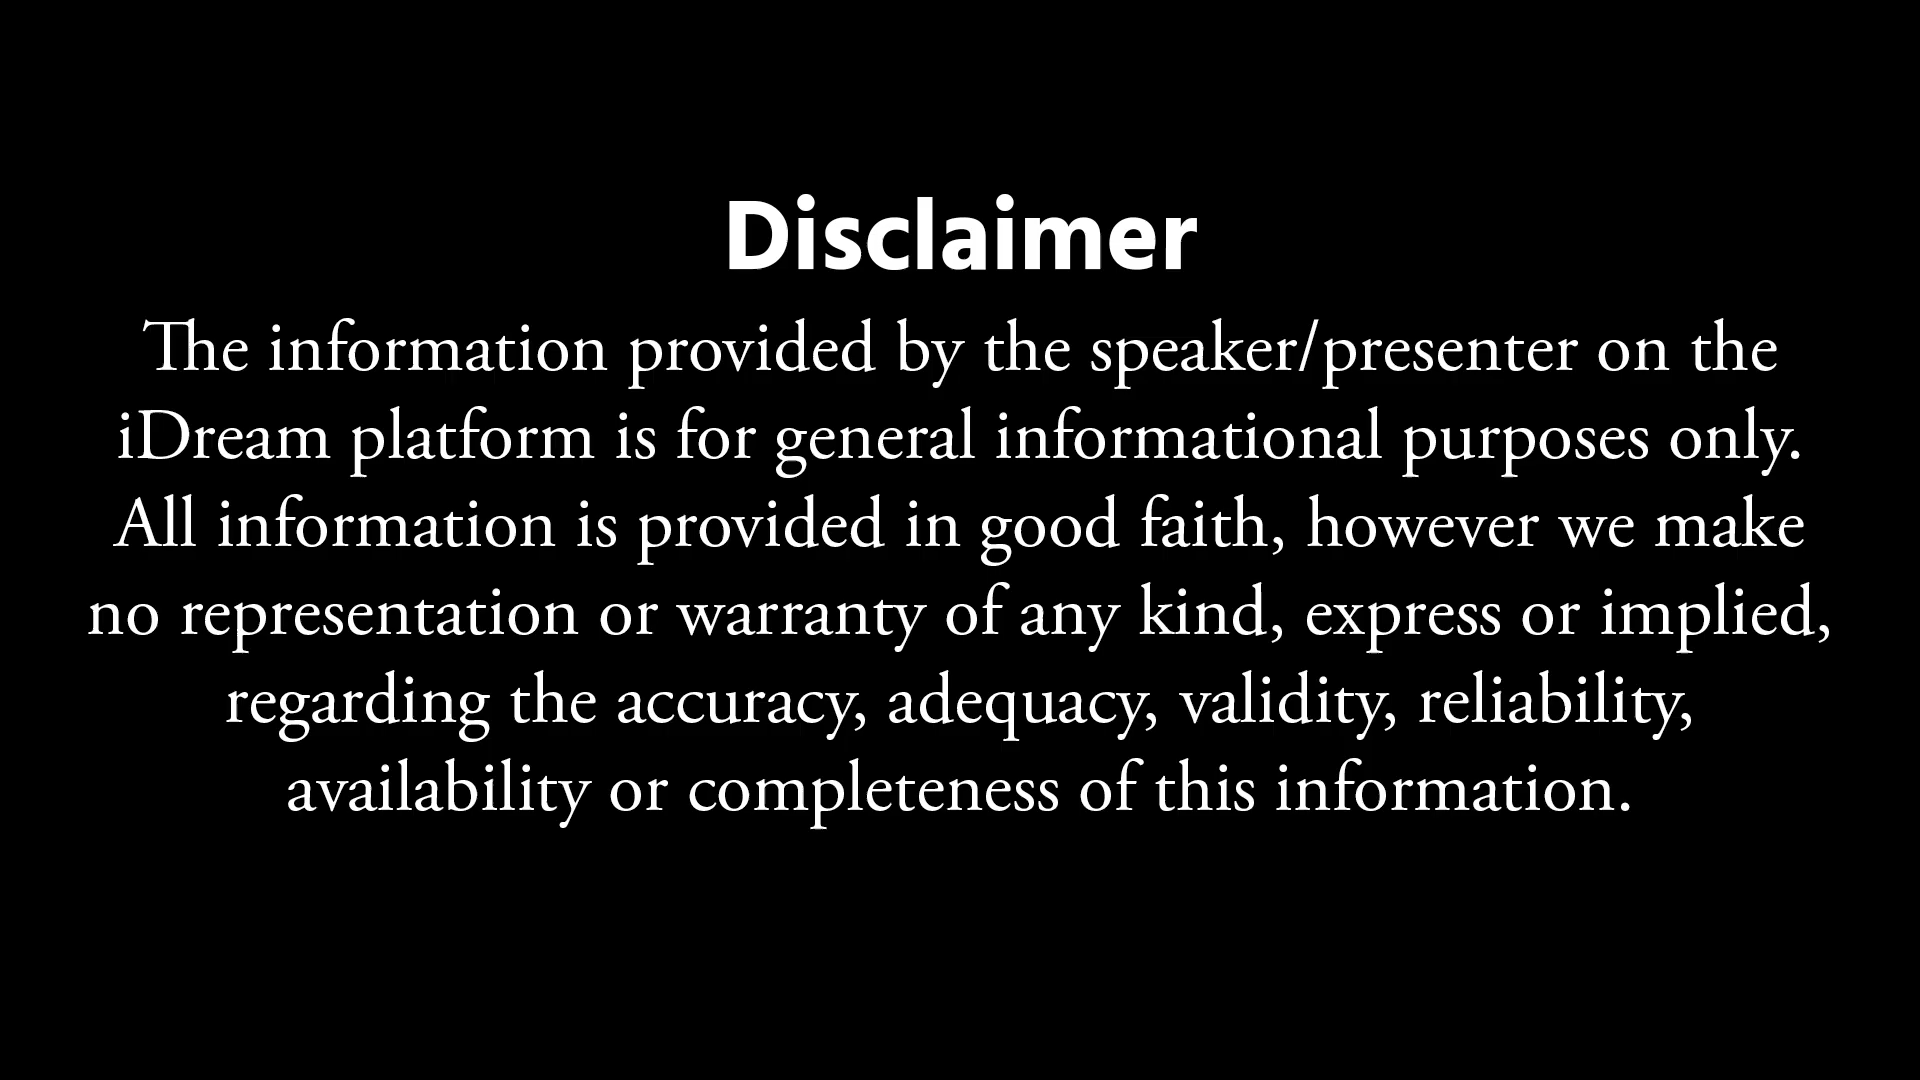 Disclaimer
The information provided by the speaker/presenter on the
iDream platform is for general informational purposes only.
All information is provided in good faith, however we make
no representation or warranty of any kind, express or implied,
regarding the accuracy, adequacy, validity, reliability,
availability or completeness of this information.